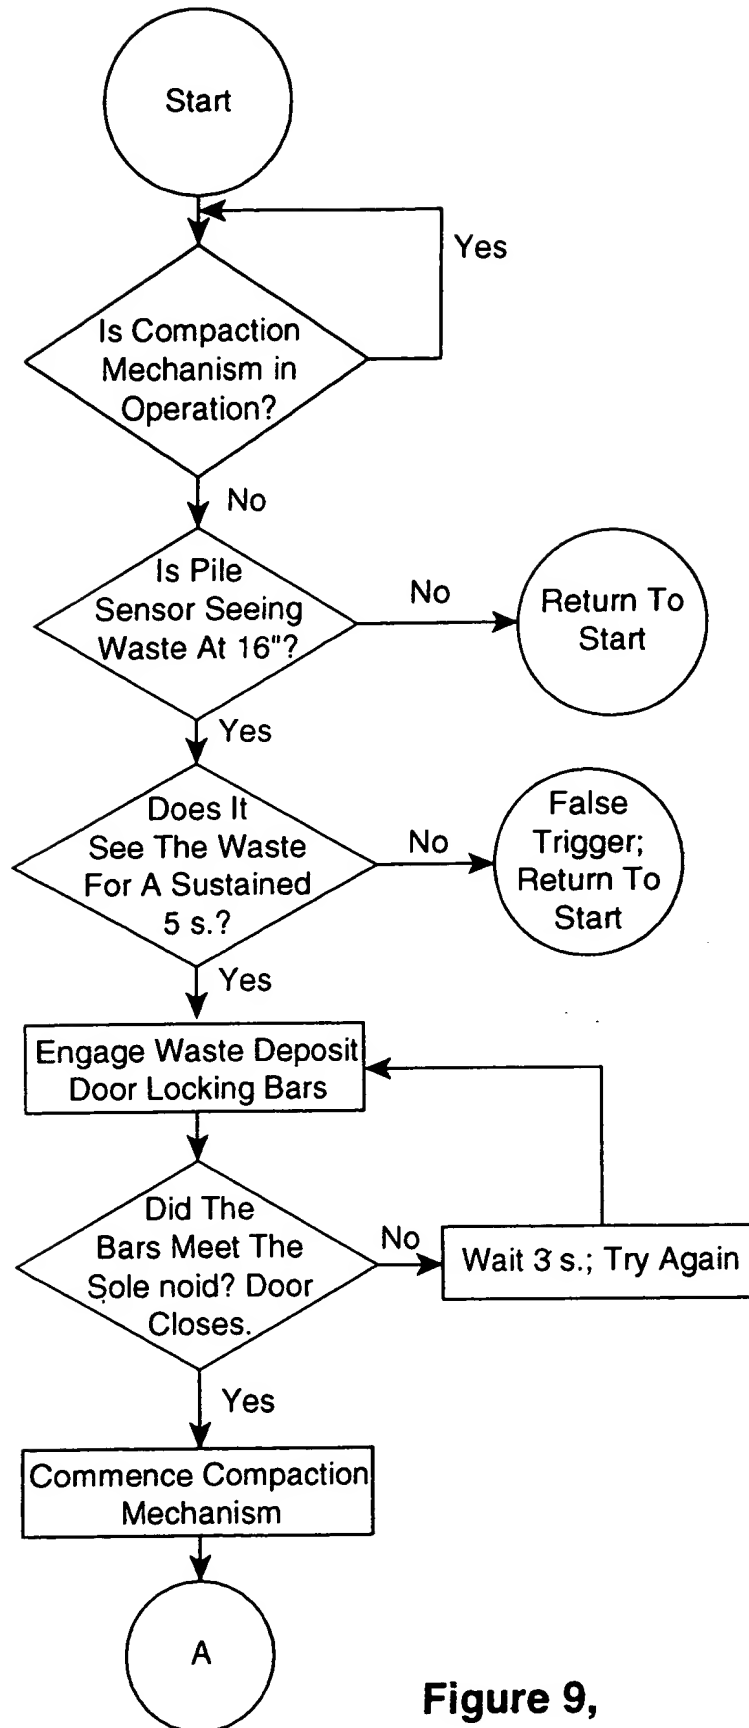 Start
Yes
Is Compaction
Mechanism in
Operation?
No
Is Pile
Sensor Seeing
Waste At 16"?
No
Return To
Start
Yes
Does It
See The Waste
For A Sustained
5 s.?
No
False
Trigger;
Return To
Start
Yes
Engage Waste Deposit
Door Locking Bars
Did The
Bars Meet The
Sole noid? Door
Closes.
No
Wait 3 s.; Try Again
Yes
Commence Compaction
Mechanism
A
Figure 9,